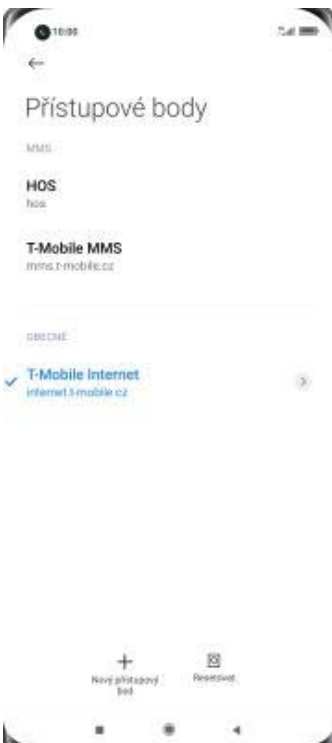 10:00
Přístupové body
MMS
HOS
hos
T-Mobile MMS
mms.t-mobile.cz
OBECNÉ
T-Mobile Internet
internet.t-mobile.cz
Nový přístupový
bod
Resetovat